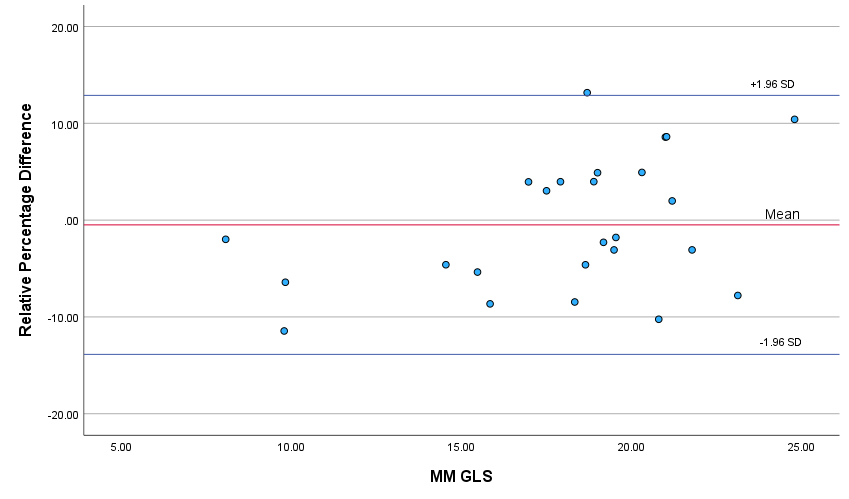 20.00
+1.96 SD
10.00
Mean
.00
-10.00
-1.96 SD
-20.00
Relative Percentage Difference
5.00 10.00 15.00 20.00 25.00
MM GLS